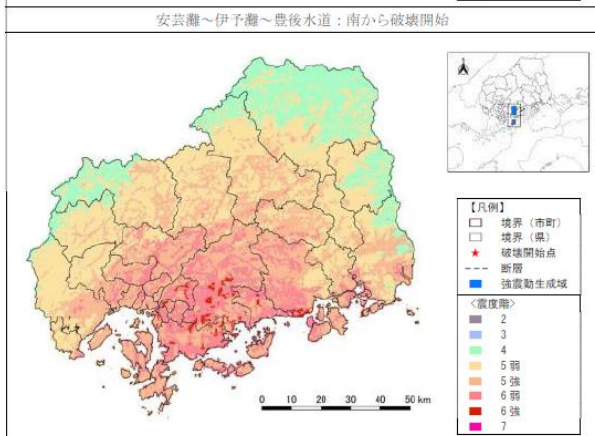 安芸灘～伊予灘～豊後水道：南から破壊開始
N
【凡例】
境界（市町）
境界（県）
破壊開始点
断層
強震動生成域
〈震度階〉
2
3
4
5 弱
5 強
6 弱
6 強
7
0 10 20 30 40 50 km